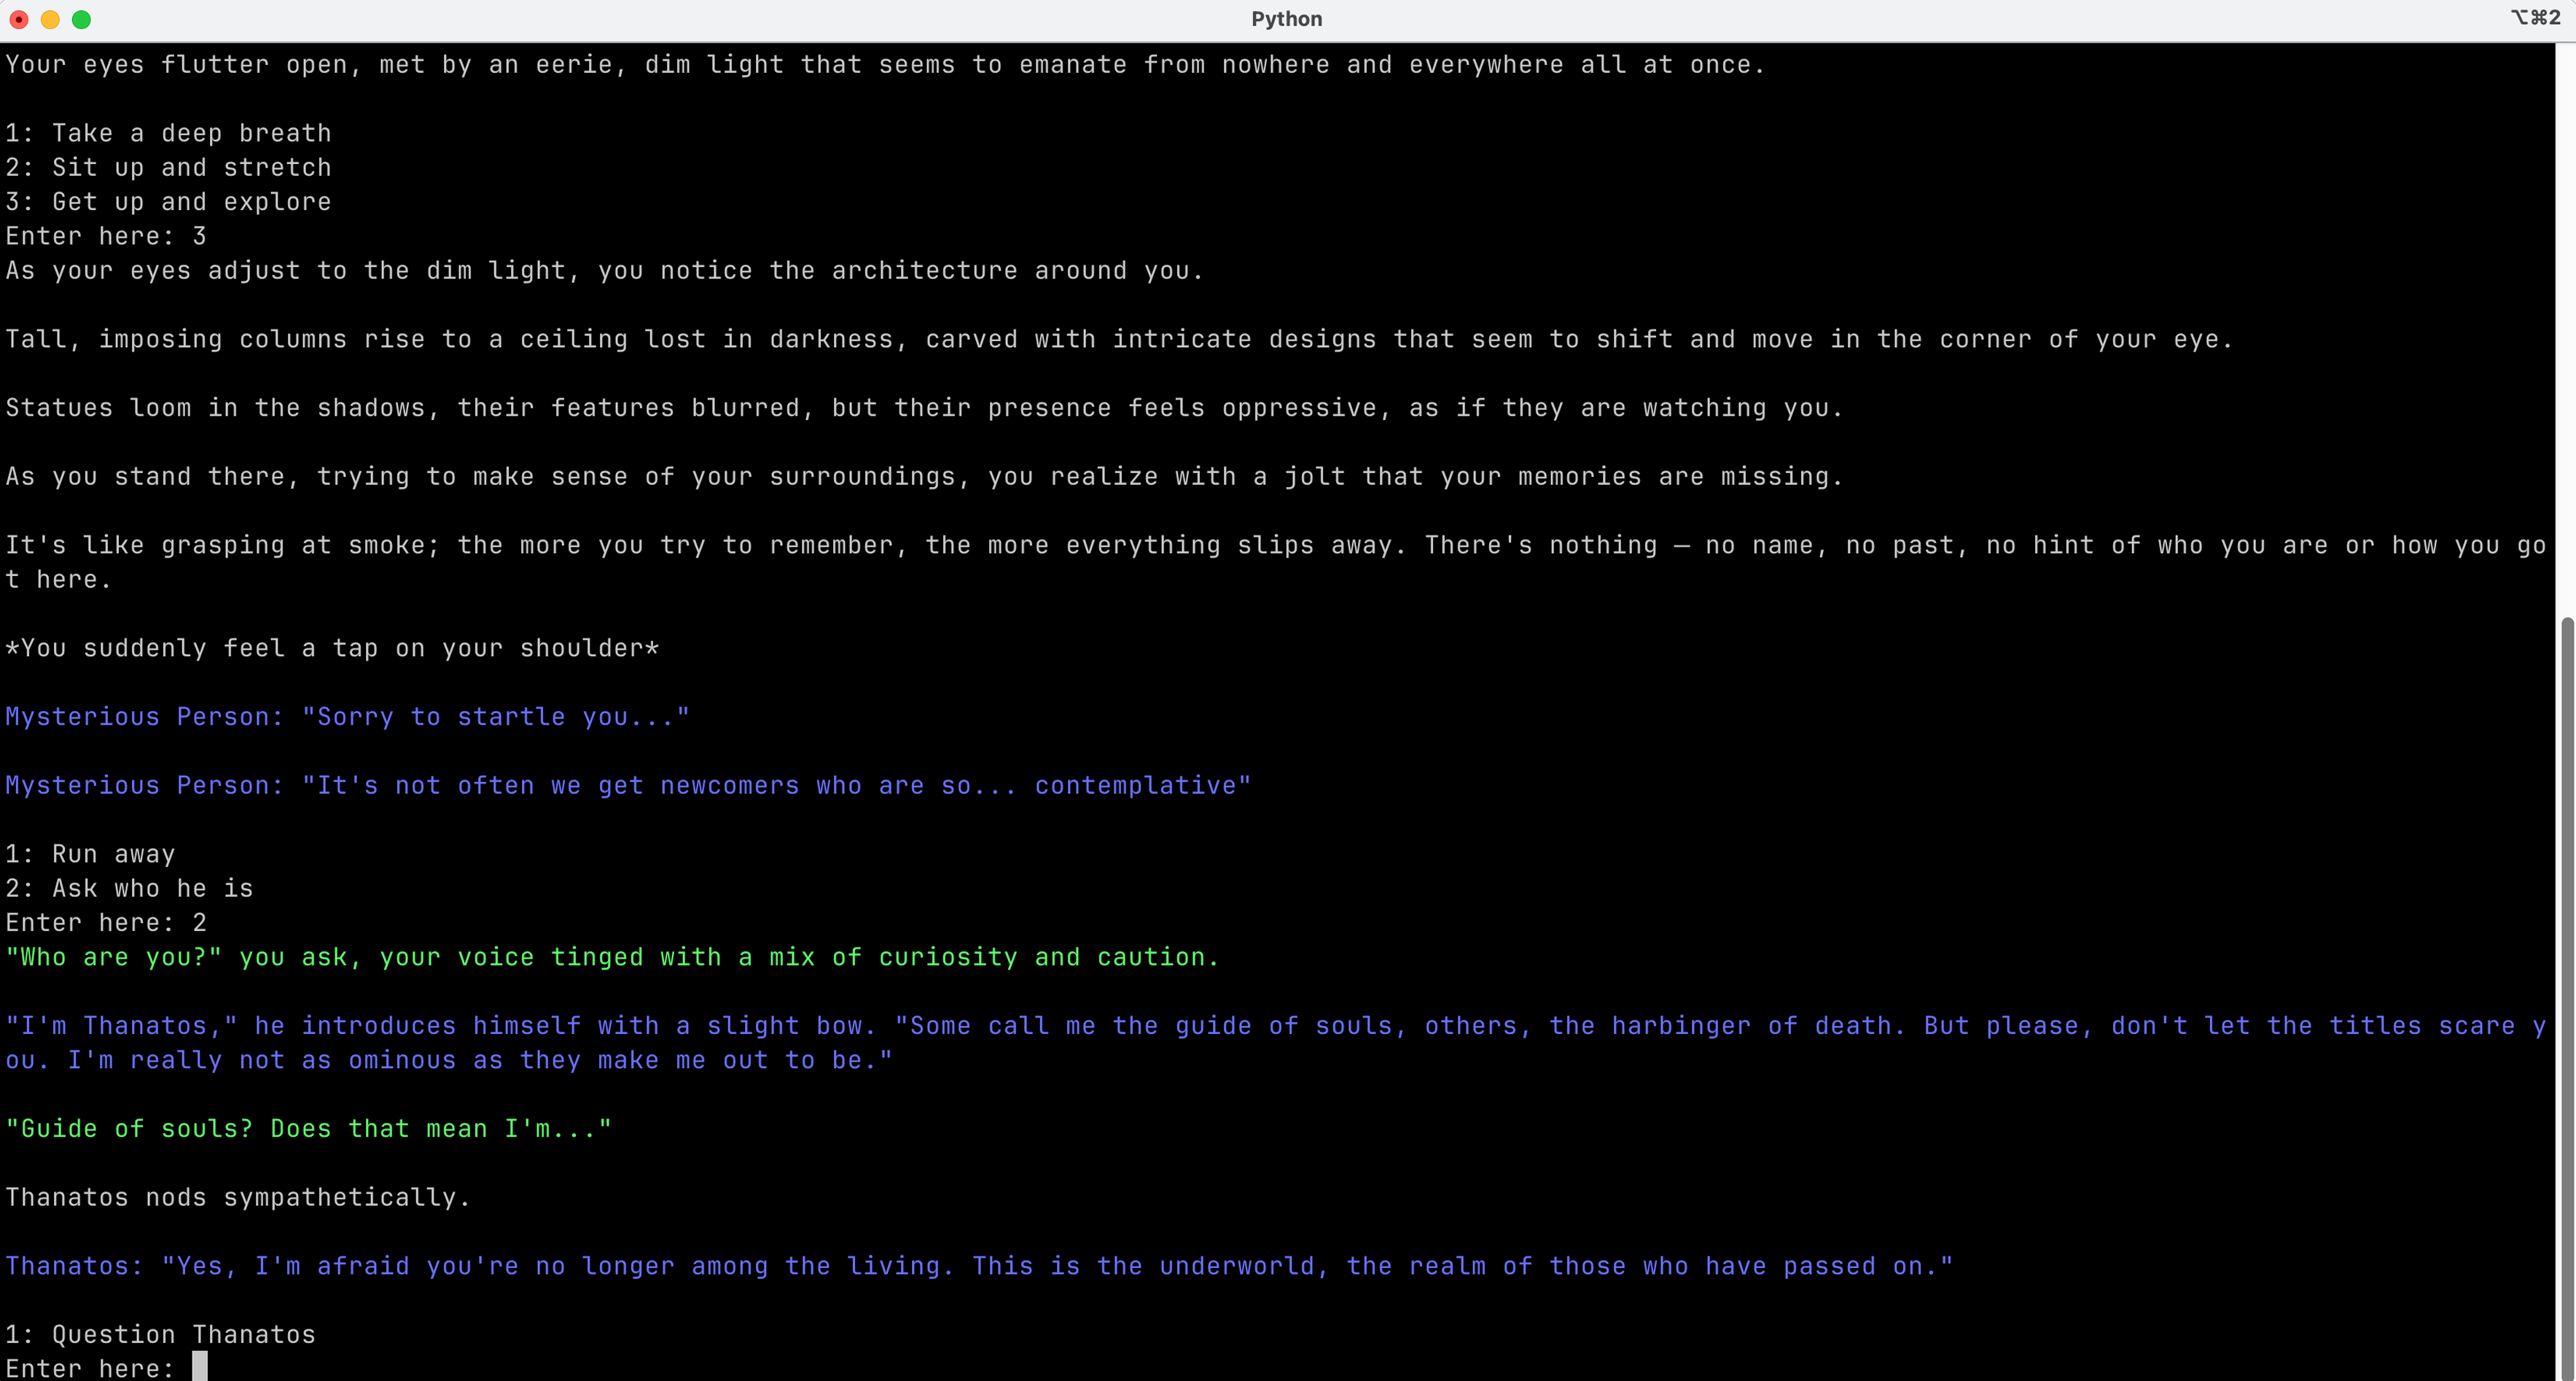 Python
⌥⌘2
Your eyes flutter open, met by an eerie, dim light that seems to emanate from nowhere and everywhere all at once.
1: Take a deep breath
2: Sit up and stretch
3: Get up and explore
Enter here: 3
As your eyes adjust to the dim light, you notice the architecture around you.
Tall, imposing columns rise to a ceiling lost in darkness, carved with intricate designs that seem to shift and move in the corner of your eye.
Statues loom in the shadows, their features blurred, but their presence feels oppressive, as if they are watching you.
As you stand there, trying to make sense of your surroundings, you realize with a jolt that your memories are missing.
It's like grasping at smoke; the more you try to remember, the more everything slips away. There's nothing — no name, no past, no hint of who you are or how you go
t here.
*You suddenly feel a tap on your shoulder*
Mysterious Person: "Sorry to startle you..."
Mysterious Person: "It's not often we get newcomers who are so... contemplative"
1: Run away
2: Ask who he is
Enter here: 2
"Who are you?" you ask, your voice tinged with a mix of curiosity and caution.
"I'm Thanatos," he introduces himself with a slight bow. "Some call me the guide of souls, others, the harbinger of death. But please, don't let the titles scare y
ou. I'm really not as ominous as they make me out to be."
"Guide of souls? Does that mean I'm..."
Thanatos nods sympathetically.
Thanatos: "Yes, I'm afraid you're no longer among the living. This is the underworld, the realm of those who have passed on."
1: Question Thanatos
Enter here: